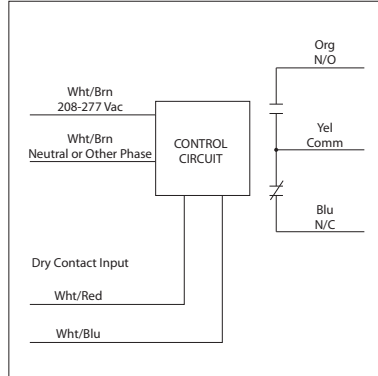 Org
N/O
Wht/Brn
208-277 Vac
Yel
Comm
Wht/Brn
Neutral or Other Phase
CONTROL
CIRCUIT
Blu
N/C
Dry Contact Input
Wht/Red
Wht/Blu